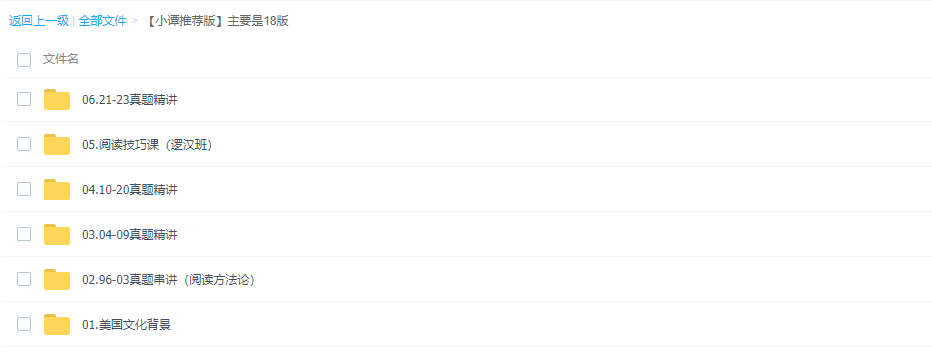 返回上一级 | 全部文件 > 【小谭推荐版】主要是18版
文件名
06.21-23真题精讲
05.阅读技巧课（逻汉班）
04.10-20真题精讲
03.04-09真题精讲
02.96-03真题串讲（阅读方法论）
01.美国文化背景